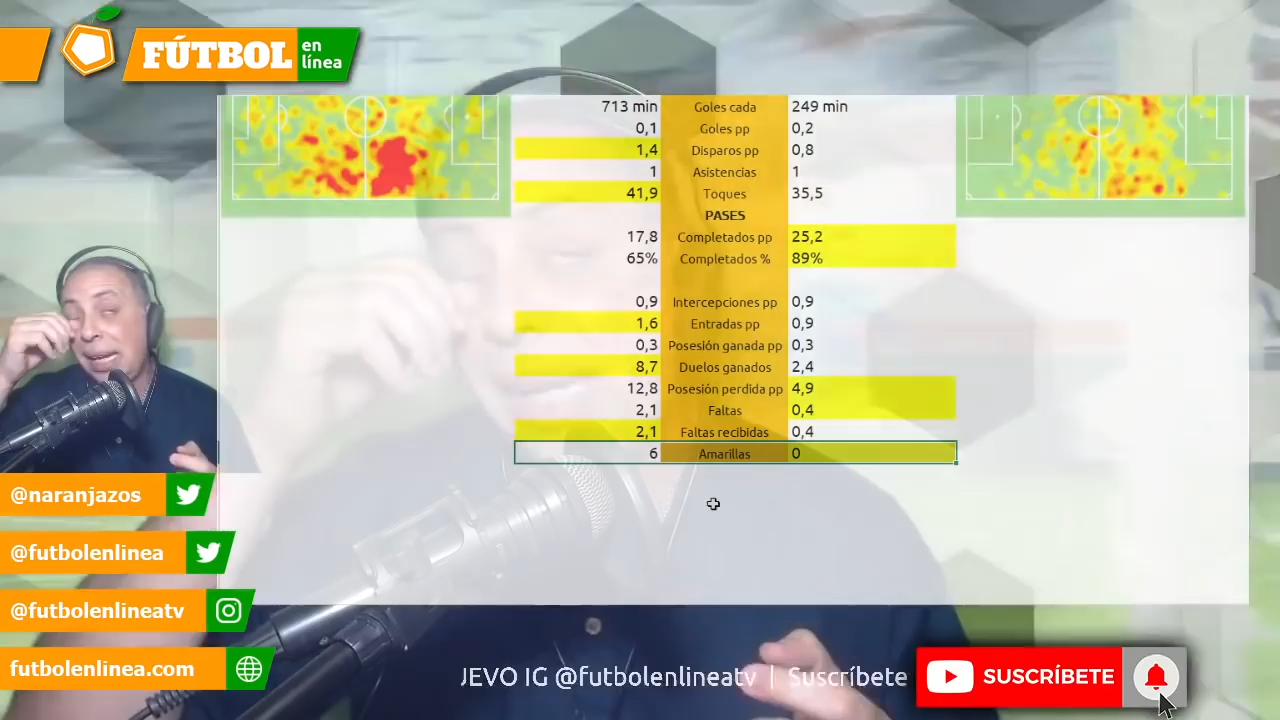 FÚTBOL en línea
713 min Goles cada 249 min
0,1 Goles pp 0,2
1,4 Disparos pp 0,8
1 Asistencias 1
41,9 Toques 35,5
PASES
17,8 Completados pp 25,2
65% Completados % 89%
0,9 Intercepciones pp 0,9
1,6 Entradas pp 0,9
0,3 Posesión ganada pp 0,3
8,7 Duelos ganados 2,4
12,8 Posesión perdida pp 4,9
2,1 Faltas 0,4
2,1 Faltas recibidas 0,4
6 Amarillas 0
@naranjazos
@futbolenlinea
@futbolenlineatv
futbolenlinea.com
JEVO IG @futbolenlineatv | Suscríbete
SUSCRÍBETE